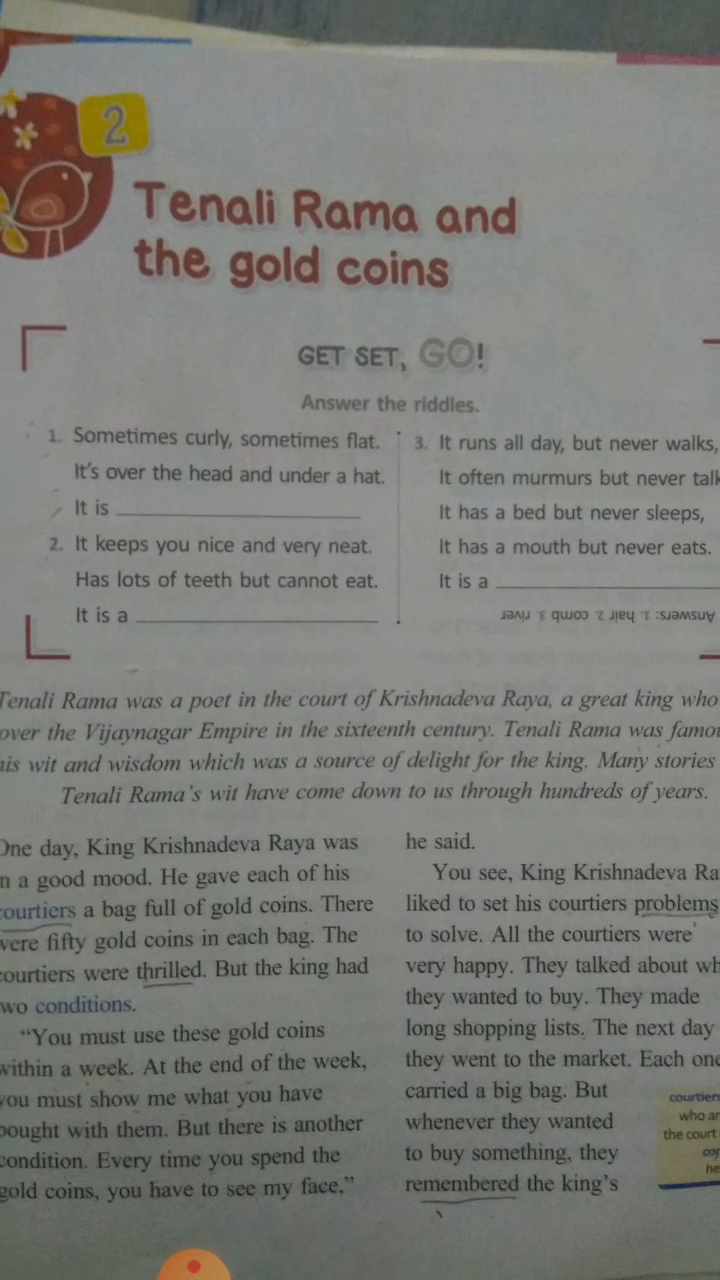 2
Tenali Rama and
the gold coins
GET SET, GO!
Answer the riddles.
1. Sometimes curly, sometimes flat.
It's over the head and under a hat.
It is
2. It keeps you nice and very neat.
Has lots of teeth but cannot eat.
It is a
3. It runs all day, but never walks,
It often murmurs but never talk
It has a bed but never sleeps,
It has a mouth but never eats.
It is a
Answers: 1. hair 2. comb 3. river
Tenali Rama was a poet in the court of Krishnadeva Raya, a great king who
over the Vijaynagar Empire in the sixteenth century. Tenali Rama was famou
his wit and wisdom which was a source of delight for the king. Many stories
Tenali Rama's wit have come down to us through hundreds of years.
One day, King Krishnadeva Raya was
n a good mood. He gave each of his
courtiers a bag full of gold coins. There
were fifty gold coins in each bag. The
courtiers were thrilled. But the king had
wo conditions.
"You must use these gold coins
within a week. At the end of the week,
you must show me what you have
bought with them. But there is another
condition. Every time you spend the
gold coins, you have to see my face,"
he said.
You see, King Krishnadeva Ra
liked to set his courtiers problems
to solve. All the courtiers were
very happy. They talked about wh
they wanted to buy. They made
long shopping lists. The next day
they went to the market. Each one
carried a big bag. But
whenever they wanted
to buy something, they
remembered the king's
courtiers
who ar
the court
he